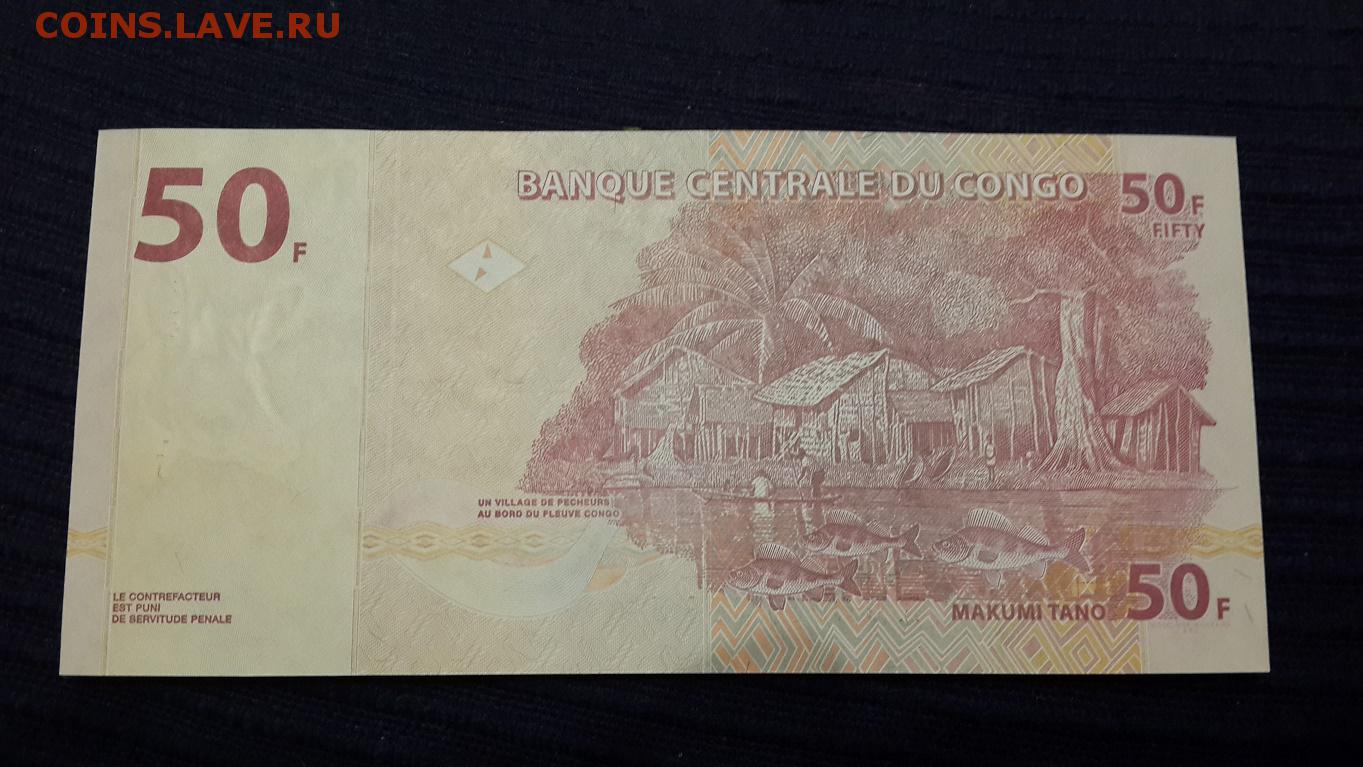 COINS.LAVE.RU
50F
BANQUE CENTRALE DU CONGO
50F
FIFTY
UN VILLAGE DE PECHEURS
AU BORD DU FLEUVE CONGO
LE CONTREFACTEUR
EST PUNI
DE SERVITUDE PENALE
MAKUMI TANO
50F